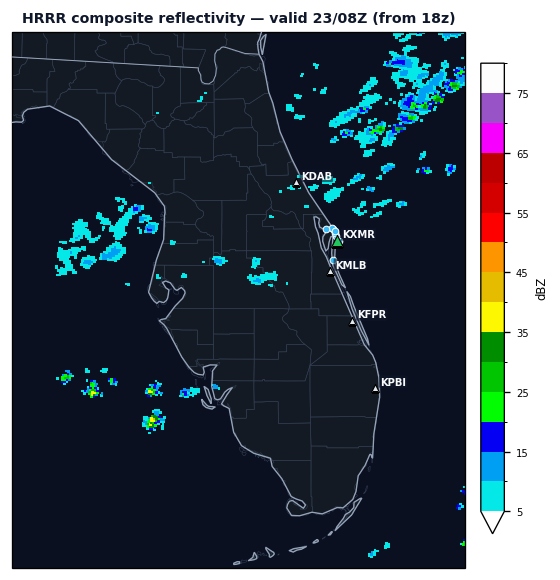 HRRR composite reflectivity — valid 23/08Z (from 18z)
KDAB
KXMR
KMLB
KFPR
KPBI
75
65
55
45
35
25
15
5
dBZ